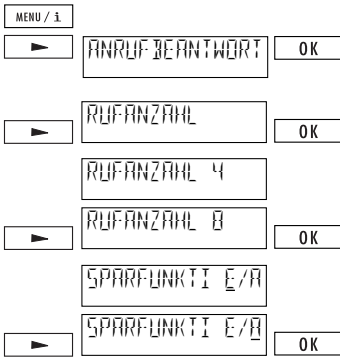 MENU / i
ANRUFBEANTWORT OK
RUFANZAHL
OK
RUFANZAHL 4
RUFANZAHL 8
OK
SPARFUNKTI E/A
SPARFUNKTI E/A
OK